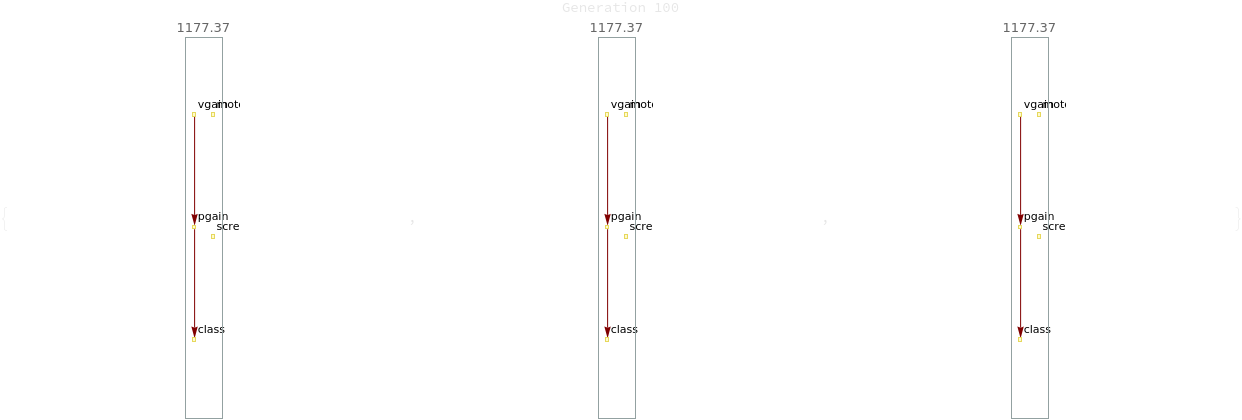 Generation 100
1177.37 1177.37 1177.37
vgain vgain vgain
pgain pgain pgain
scre scre scre
class class class